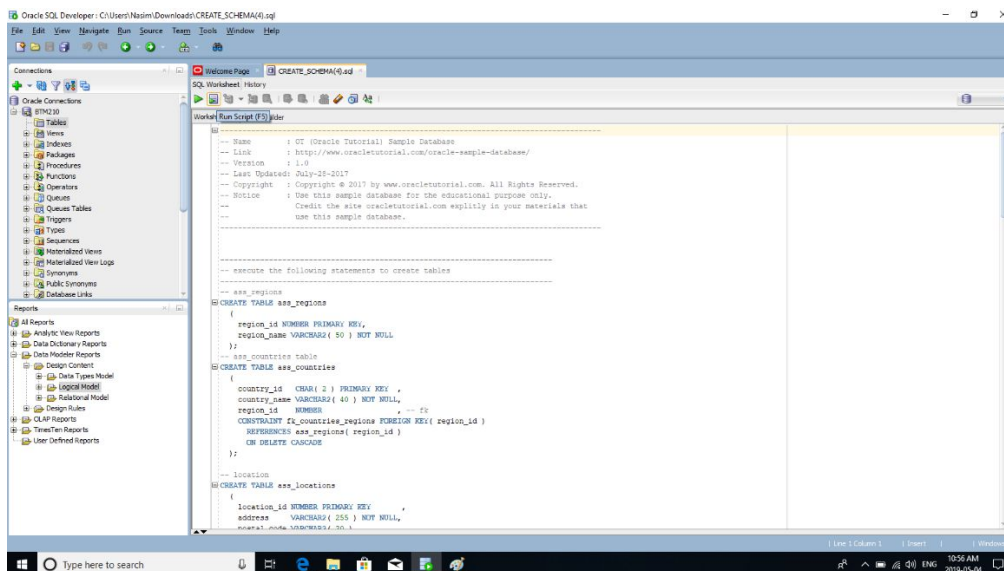 Oracle SQL Developer : C:\Users\Nasim\Downloads\CREATE_SCHEMA(4).sql
File Edit View Navigate Run Source Team Tools Window Help
Connections
Oracle Connections
BTM210
Tables
Views
Indexes
Packages
Procedures
Functions
Operators
Queues
Queues Tables
Triggers
Types
Sequences
Materialized Views
Materialized View Logs
Synonyms
Public Synonyms
Database Links
Reports
All Reports
Analytic View Reports
Data Dictionary Reports
Data Modeler Reports
Design Content
Data Types Model
Logical Model
Relational Model
Design Rules
OLAP Reports
TimesTen Reports
User Defined Reports
Welcome Page CREATE_SCHEMA(4).sql
SQL Worksheet History
Worksh Run Script (F5) ilder
--------------------------------------------------------------------------------------
-- Name : OT (Oracle Tutorial) Sample Database
-- Link : http://www.oracletutorial.com/oracle-sample-database/
-- Version : 1.0
-- Last Updated: July-28-2017
-- Copyright : Copyright © 2017 by www.oracletutorial.com. All Rights Reserved.
-- Notice : Use this sample database for the educational purpose only.
-- Credit the site oracletutorial.com explitly in your materials that
-- use this sample database.
--------------------------------------------------------------------------------------
---------------------------------------------------------------------------
-- execute the following statements to create tables
---------------------------------------------------------------------------
-- ass_regions
CREATE TABLE ass_regions
(
region_id NUMBER PRIMARY KEY,
region_name VARCHAR2( 50 ) NOT NULL
);
-- ass_countries table
CREATE TABLE ass_countries
(
country_id CHAR( 2 ) PRIMARY KEY ,
country_name VARCHAR2( 40 ) NOT NULL,
region_id NUMBER , -- fk
CONSTRAINT fk_countries_regions FOREIGN KEY( region_id )
REFERENCES ass_regions( region_id )
ON DELETE CASCADE
);
-- location
CREATE TABLE ass_locations
(
location_id NUMBER PRIMARY KEY ,
address VARCHAR2( 255 ) NOT NULL,
postal_code VARCHAR2( 20 )
Line 1 Column 1 Insert Windows
Type here to search
ENG
10:56 AM
2019-05-04